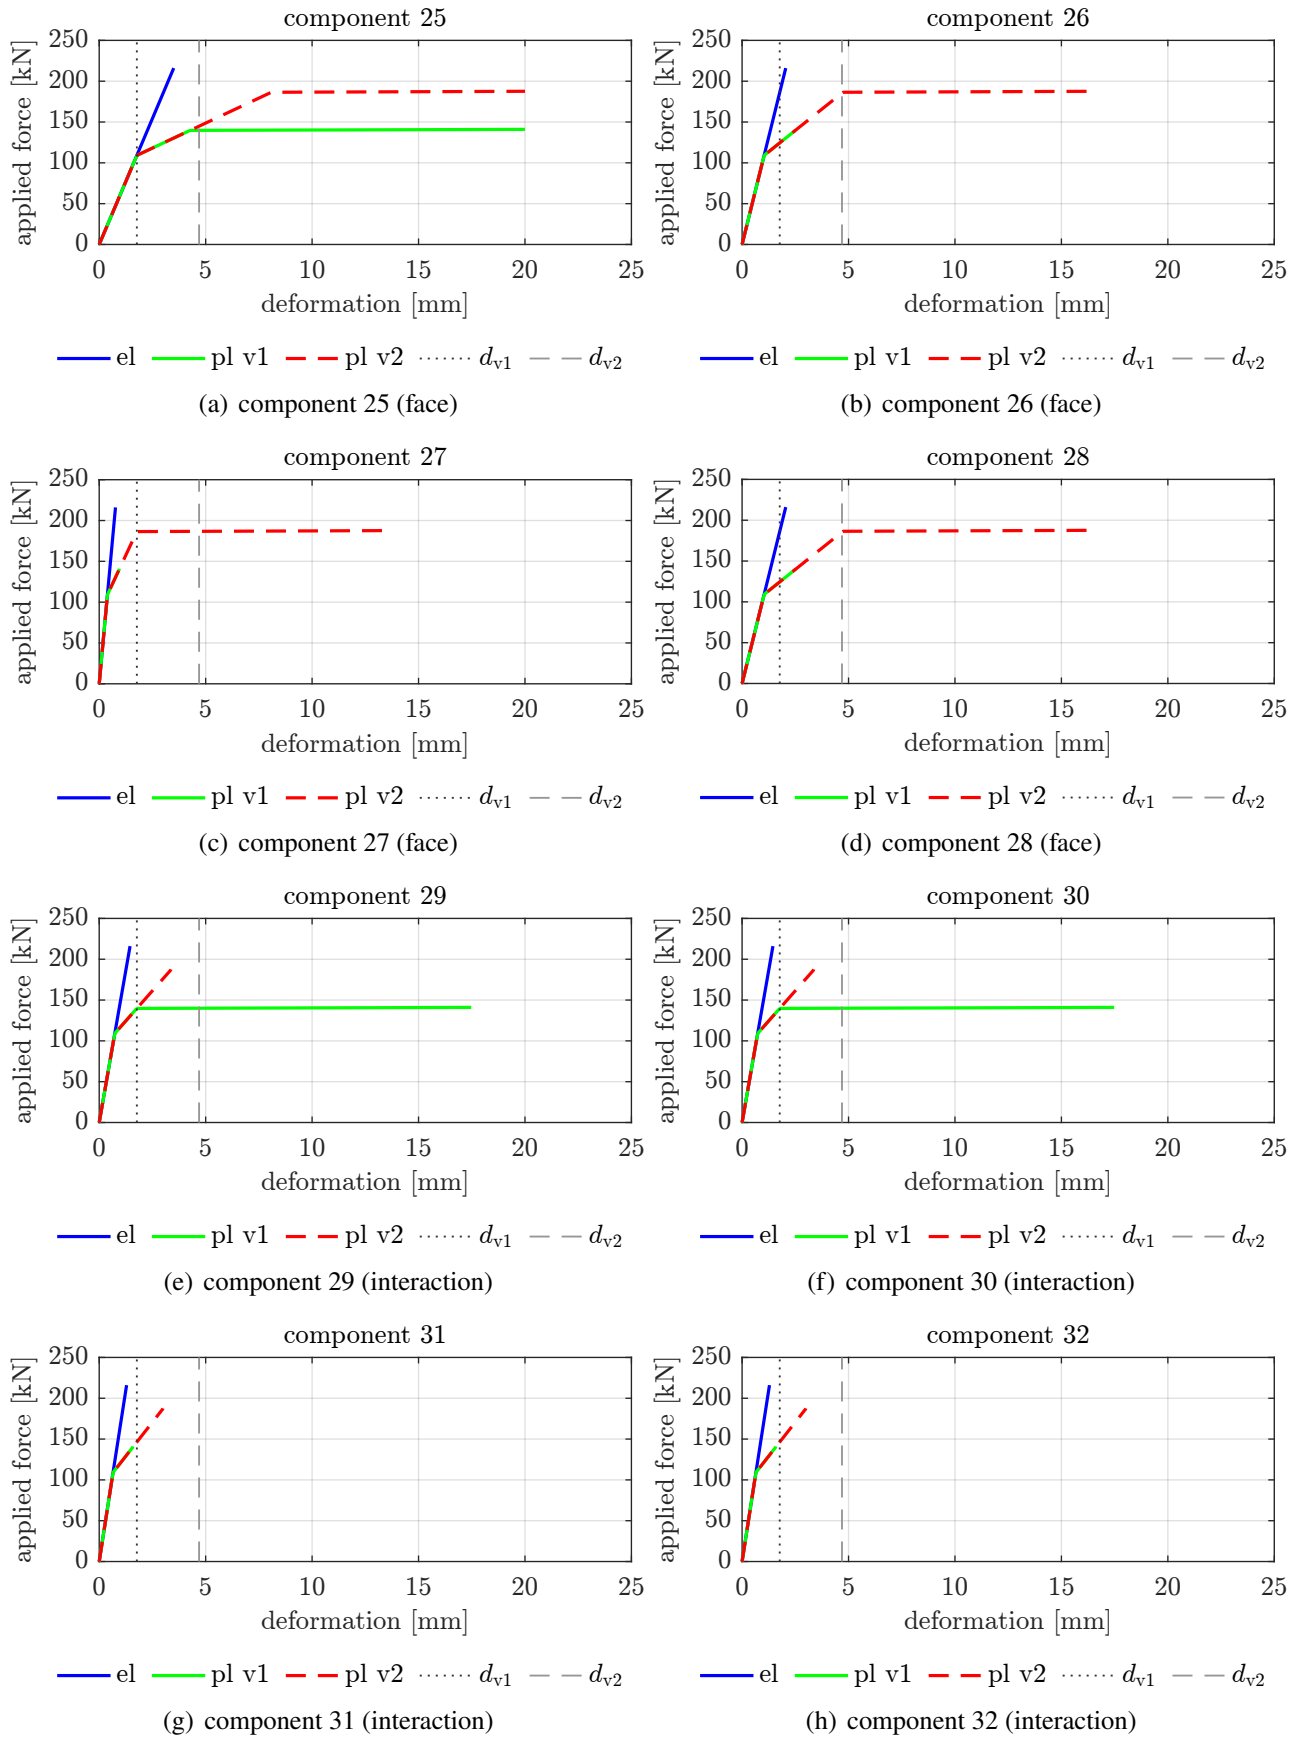 component 25
250
200
150
100
50
0
applied force [kN]
0 5 10 15 20 25
deformation [mm]
el pl v1 pl v2 dv1 dv2
(a) component 25 (face)
component 26
250
200
150
100
50
0
applied force [kN]
0 5 10 15 20 25
deformation [mm]
el pl v1 pl v2 dv1 dv2
(b) component 26 (face)
component 27
250
200
150
100
50
0
applied force [kN]
0 5 10 15 20 25
deformation [mm]
el pl v1 pl v2 dv1 dv2
(c) component 27 (face)
component 28
250
200
150
100
50
0
applied force [kN]
0 5 10 15 20 25
deformation [mm]
el pl v1 pl v2 dv1 dv2
(d) component 28 (face)
component 29
250
200
150
100
50
0
applied force [kN]
0 5 10 15 20 25
deformation [mm]
el pl v1 pl v2 dv1 dv2
(e) component 29 (interaction)
component 30
250
200
150
100
50
0
applied force [kN]
0 5 10 15 20 25
deformation [mm]
el pl v1 pl v2 dv1 dv2
(f) component 30 (interaction)
component 31
250
200
150
100
50
0
applied force [kN]
0 5 10 15 20 25
deformation [mm]
el pl v1 pl v2 dv1 dv2
(g) component 31 (interaction)
component 32
250
200
150
100
50
0
applied force [kN]
0 5 10 15 20 25
deformation [mm]
el pl v1 pl v2 dv1 dv2
(h) component 32 (interaction)